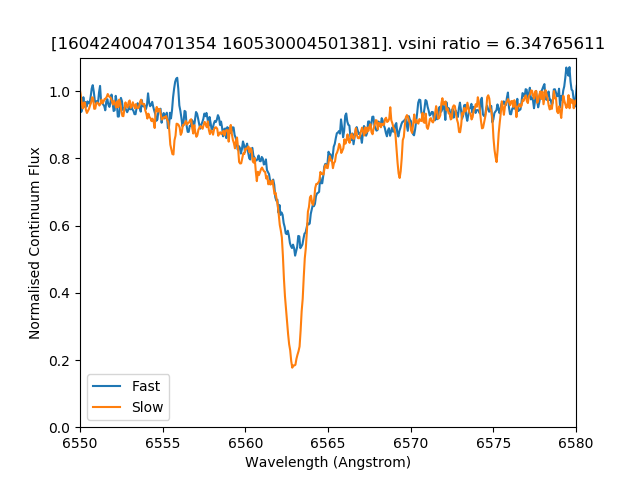 [160424004701354 160530004501381]. vsini ratio = 6.34765611
Normalised Continuum Flux
1.0
0.8
0.6
0.4
0.2
0.0
Fast
Slow
6550 6555 6560 6565 6570 6575 6580
Wavelength (Angstrom)